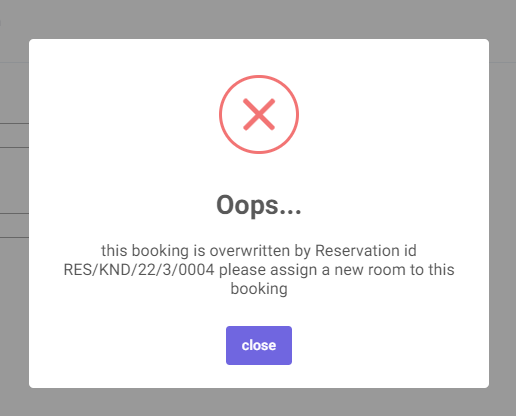 Oops...
this booking is overwritten by Reservation id
RES/KND/22/3/0004 please assign a new room to this
booking
close